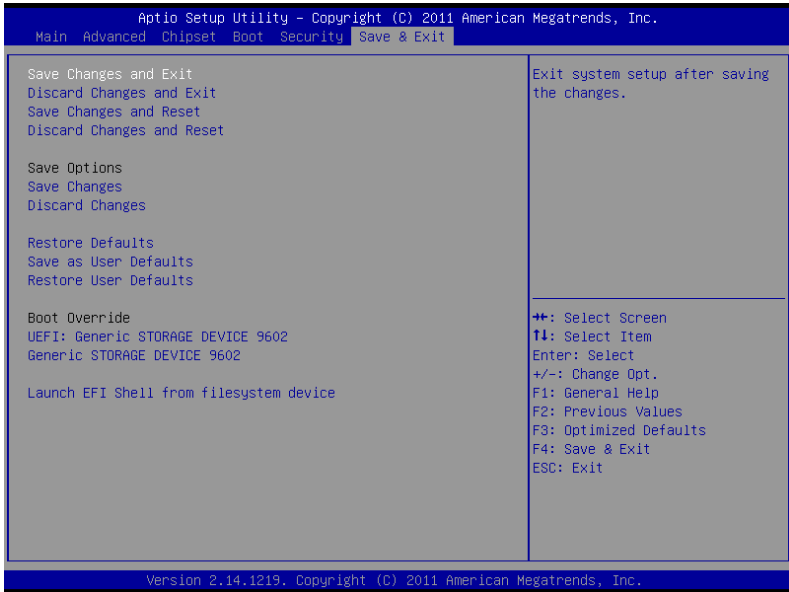 Aptio Setup Utility – Copyright (C) 2011 American Megatrends, Inc.
Main Advanced Chipset Boot Security Save & Exit
Save Changes and Exit
Discard Changes and Exit
Save Changes and Reset
Discard Changes and Reset
Save Options
Save Changes
Discard Changes
Restore Defaults
Save as User Defaults
Restore User Defaults
Boot Override
UEFI: Generic STORAGE DEVICE 9602
Generic STORAGE DEVICE 9602
Launch EFI Shell from filesystem device
Exit system setup after saving
the changes.
→←: Select Screen
↑↓: Select Item
Enter: Select
+/-: Change Opt.
F1: General Help
F2: Previous Values
F3: Optimized Defaults
F4: Save & Exit
ESC: Exit
Version 2.14.1219. Copyright (C) 2011 American Megatrends, Inc.